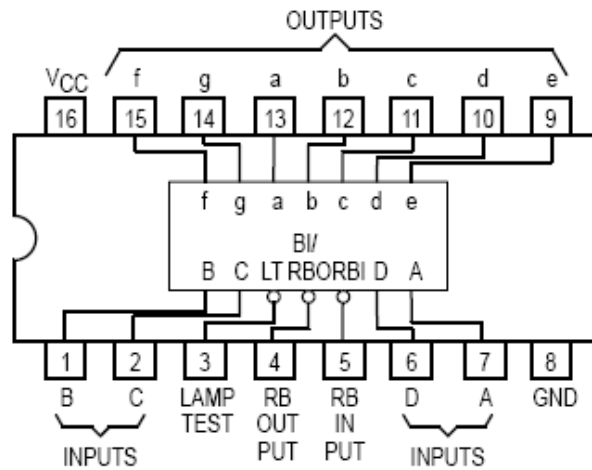 OUTPUTS
VCC f g a b c d e
16 15 14 13 12 11 10 9
f g a b c d e
BI/
B C LT RBO RBI D A
1 2 3 4 5 6 7 8
B C LAMP RB RB D A GND
TEST OUT IN
PUT PUT
INPUTS INPUTS